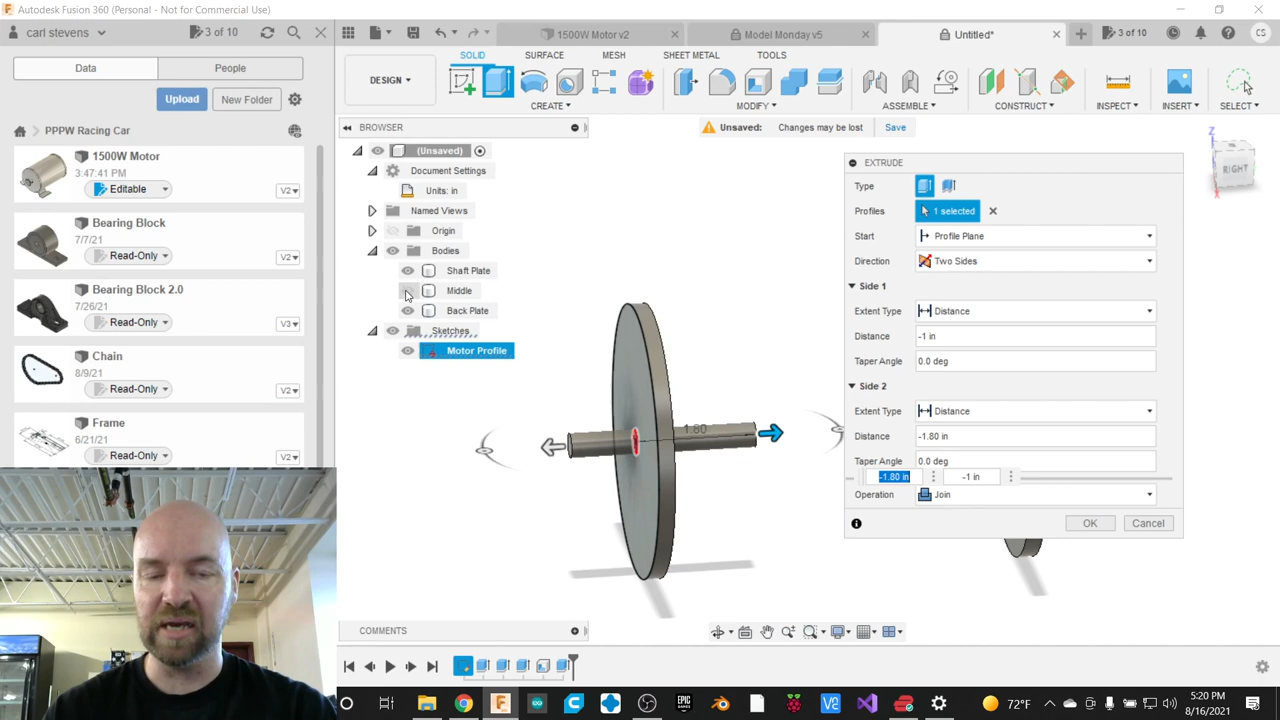 Autodesk Fusion 360 (Personal - Not for Commercial Use)
carl stevens
3 of 10
1500W Motor v2
Model Monday v5
Untitled*
3 of 10
CS
Data
People
Upload
New Folder
PPPW Racing Car
1500W Motor
3:47:41 PM
Editable
V2
Bearing Block
7/7/21
Read-Only
V2
Bearing Block 2.0
7/26/21
Read-Only
V3
Chain
8/9/21
Read-Only
V2
Frame
6/21/21
Read-Only
V2
DESIGN
SOLID
SURFACE
MESH
SHEET METAL
TOOLS
CREATE
MODIFY
ASSEMBLE
CONSTRUCT
INSPECT
INSERT
SELECT
BROWSER
(Unsaved)
Document Settings
Units: in
Named Views
Origin
Bodies
Shaft Plate
Middle
Back Plate
Sketches
Motor Profile
Unsaved: Changes may be lost Save
Z
RIGHT
X
1.80
EXTRUDE
Type
Profiles 1 selected
Start Profile Plane
Direction Two Sides
Side 1
Extent Type Distance
Distance -1 in
Taper Angle 0.0 deg
Side 2
Extent Type Distance
Distance -1.80 in
Taper Angle 0.0 deg
-1.80 in -1 in
Operation Join
OK Cancel
COMMENTS
72°F
5:20 PM
8/16/2021